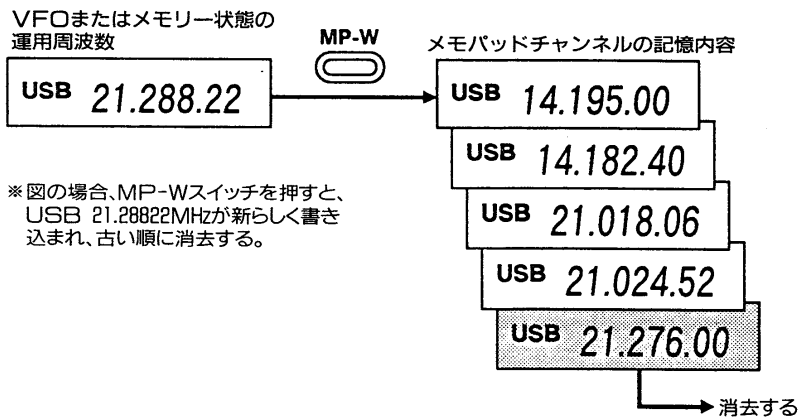 VFOまたはメモリー状態の
運用周波数
USB 21.288.22
MP-W
メモパッドチャンネルの記憶内容
USB 14.195.00
USB 14.182.40
USB 21.018.06
USB 21.024.52
USB 21.276.00
消去する
※図の場合、MP-Wスイッチを押すと、
USB 21.28822MHzが新らしく書き
込まれ、古い順に消去する。